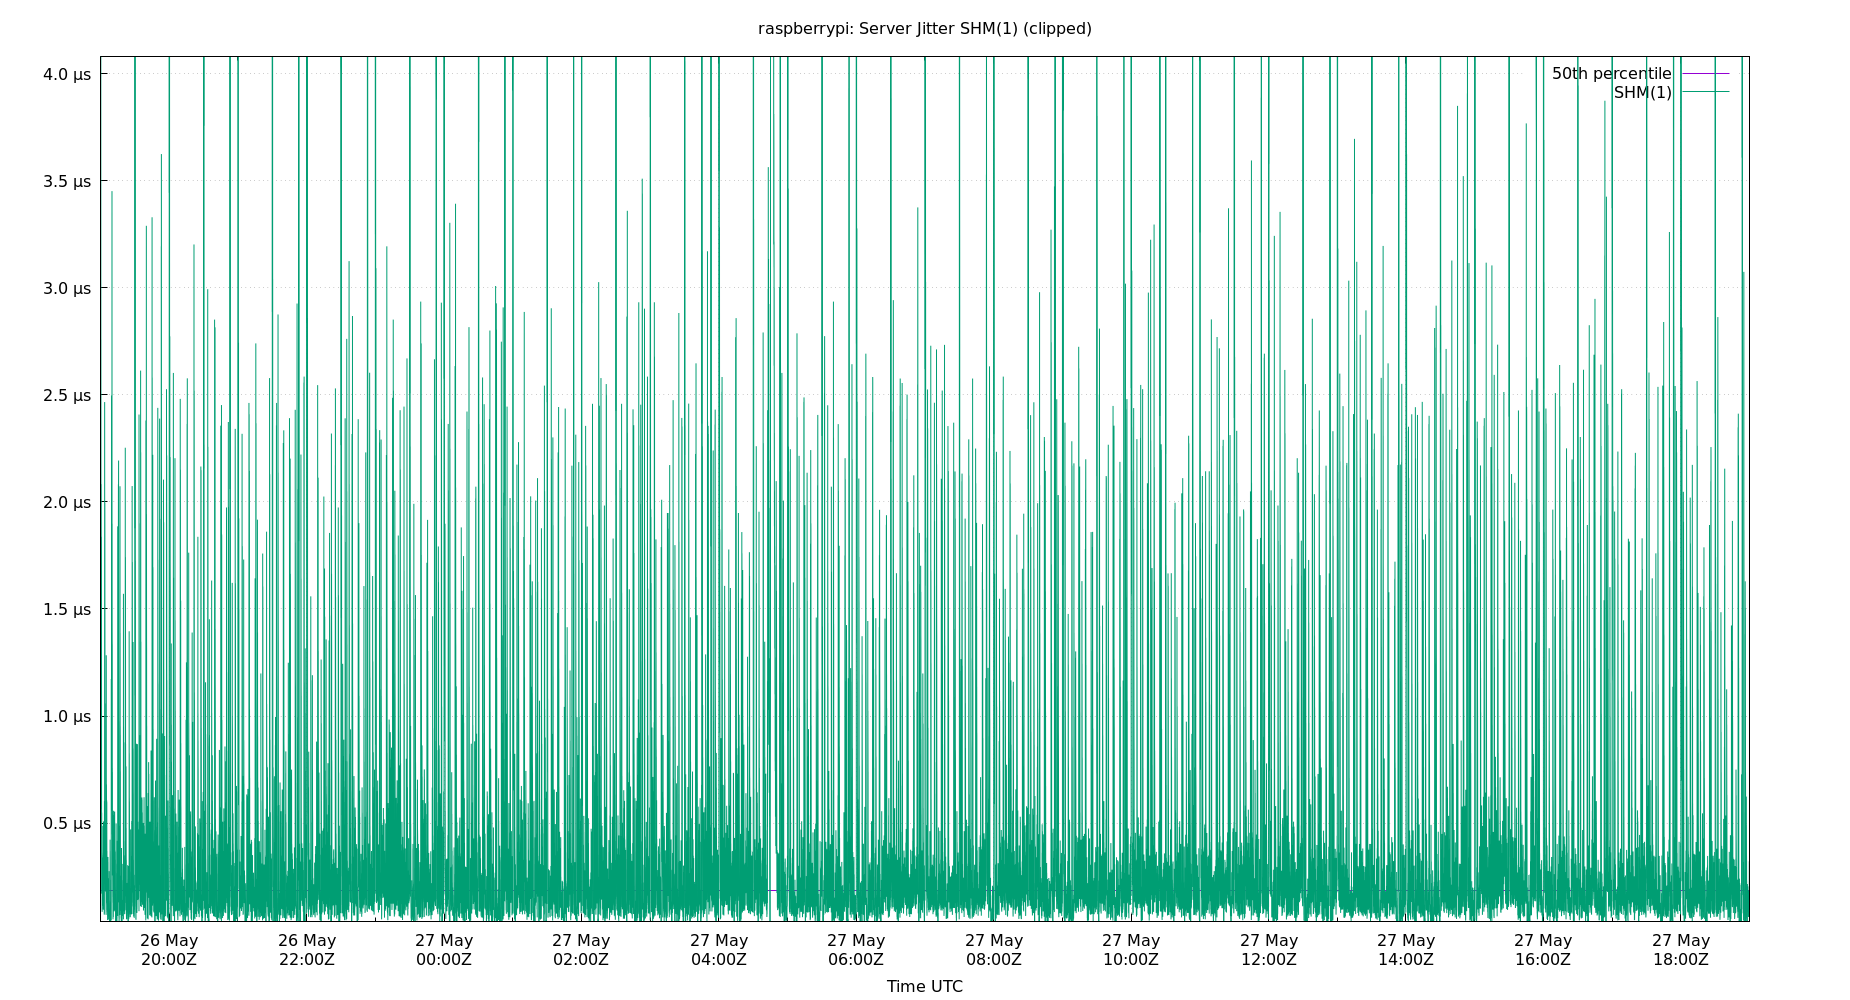 raspberrypi: Server Jitter SHM(1) (clipped)
4.0 µs
50th percentile
SHM(1)
3.5 µs
3.0 µs
2.5 µs
2.0 µs
1.5 µs
1.0 µs
0.5 µs
26 May 26 May 27 May 27 May 27 May 27 May 27 May 27 May 27 May 27 May 27 May 27 May
20:00Z 22:00Z 00:00Z 02:00Z 04:00Z 06:00Z 08:00Z 10:00Z 12:00Z 14:00Z 16:00Z 18:00Z
Time UTC